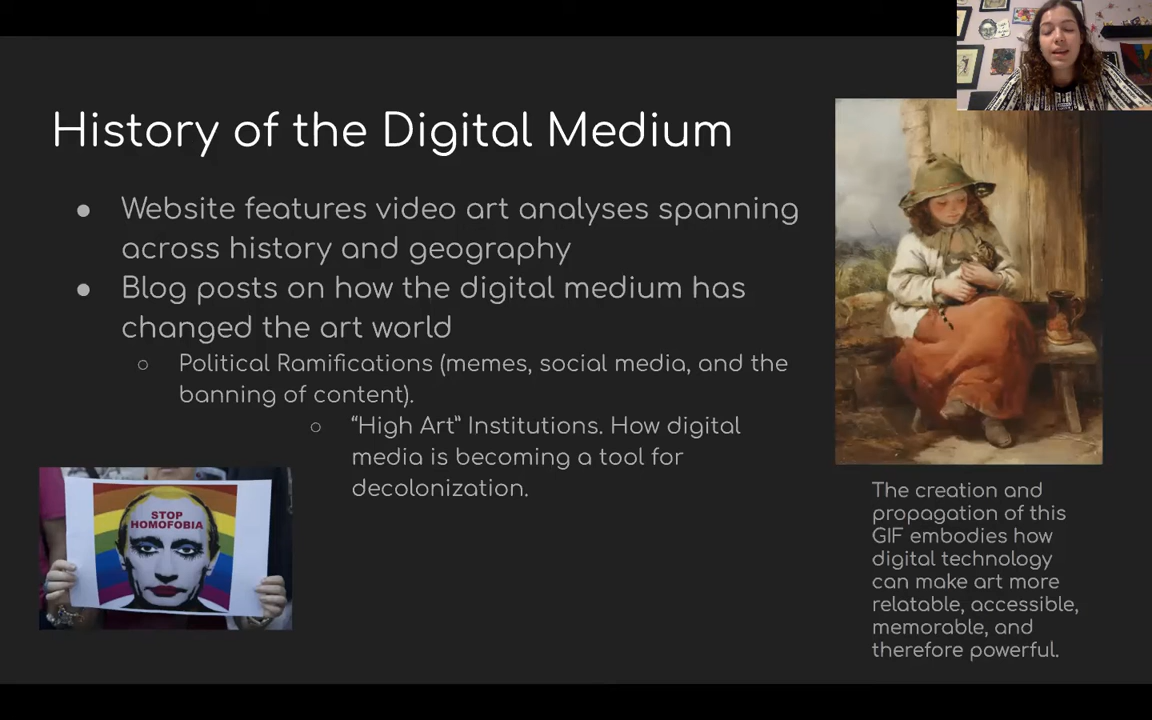 History of the Digital Medium
● Website features video art analyses spanning
across history and geography
● Blog posts on how the digital medium has
changed the art world
○ Political Ramifications (memes, social media, and the
banning of content).
○ “High Art” Institutions. How digital
media is becoming a tool for
decolonization.
STOP
HOMOFOBIA
The creation and
propagation of this
GIF embodies how
digital technology
can make art more
relatable, accessible,
memorable, and
therefore powerful.